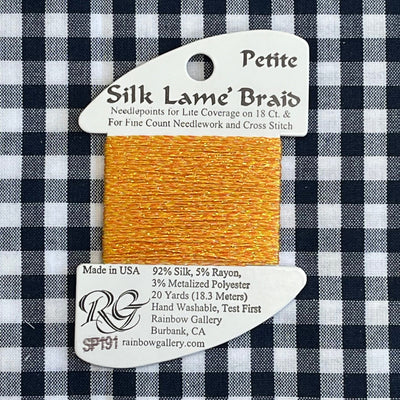 Petite
Silk Lame' Braid
Needlepoints for Lite Coverage on 18 Ct. &
For Fine Count Needlework and Cross Stitch
Made in USA
92% Silk, 5% Rayon,
3% Metalized Polyester
20 Yards (18.3 Meters)
Hand Washable, Test First
Rainbow Gallery
Burbank, CA
RG
SP191 rainbowgallery.com